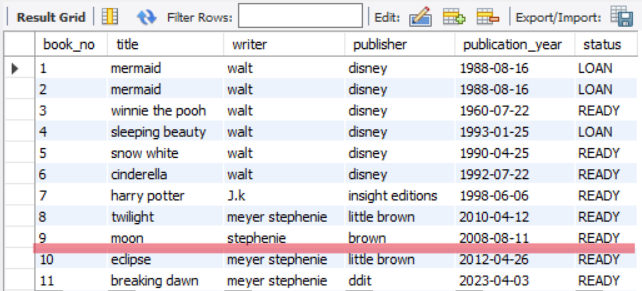 Result Grid Filter Rows: Edit: Export/Import:
book_no title writer publisher publication_year status
1 mermaid walt disney 1988-08-16 LOAN
2 mermaid walt disney 1988-08-16 LOAN
3 winnie the pooh walt disney 1960-07-22 READY
4 sleeping beauty walt disney 1993-01-25 LOAN
5 snow white walt disney 1990-04-25 READY
6 cinderella walt disney 1992-07-22 READY
7 harry potter J.k insight editions 1998-06-06 READY
8 twilight meyer stephenie little brown 2010-04-12 READY
9 moon stephenie brown 2008-08-11 READY
10 eclipse meyer stephenie little brown 2012-04-26 READY
11 breaking dawn meyer stephenie ddit 2023-04-03 READY